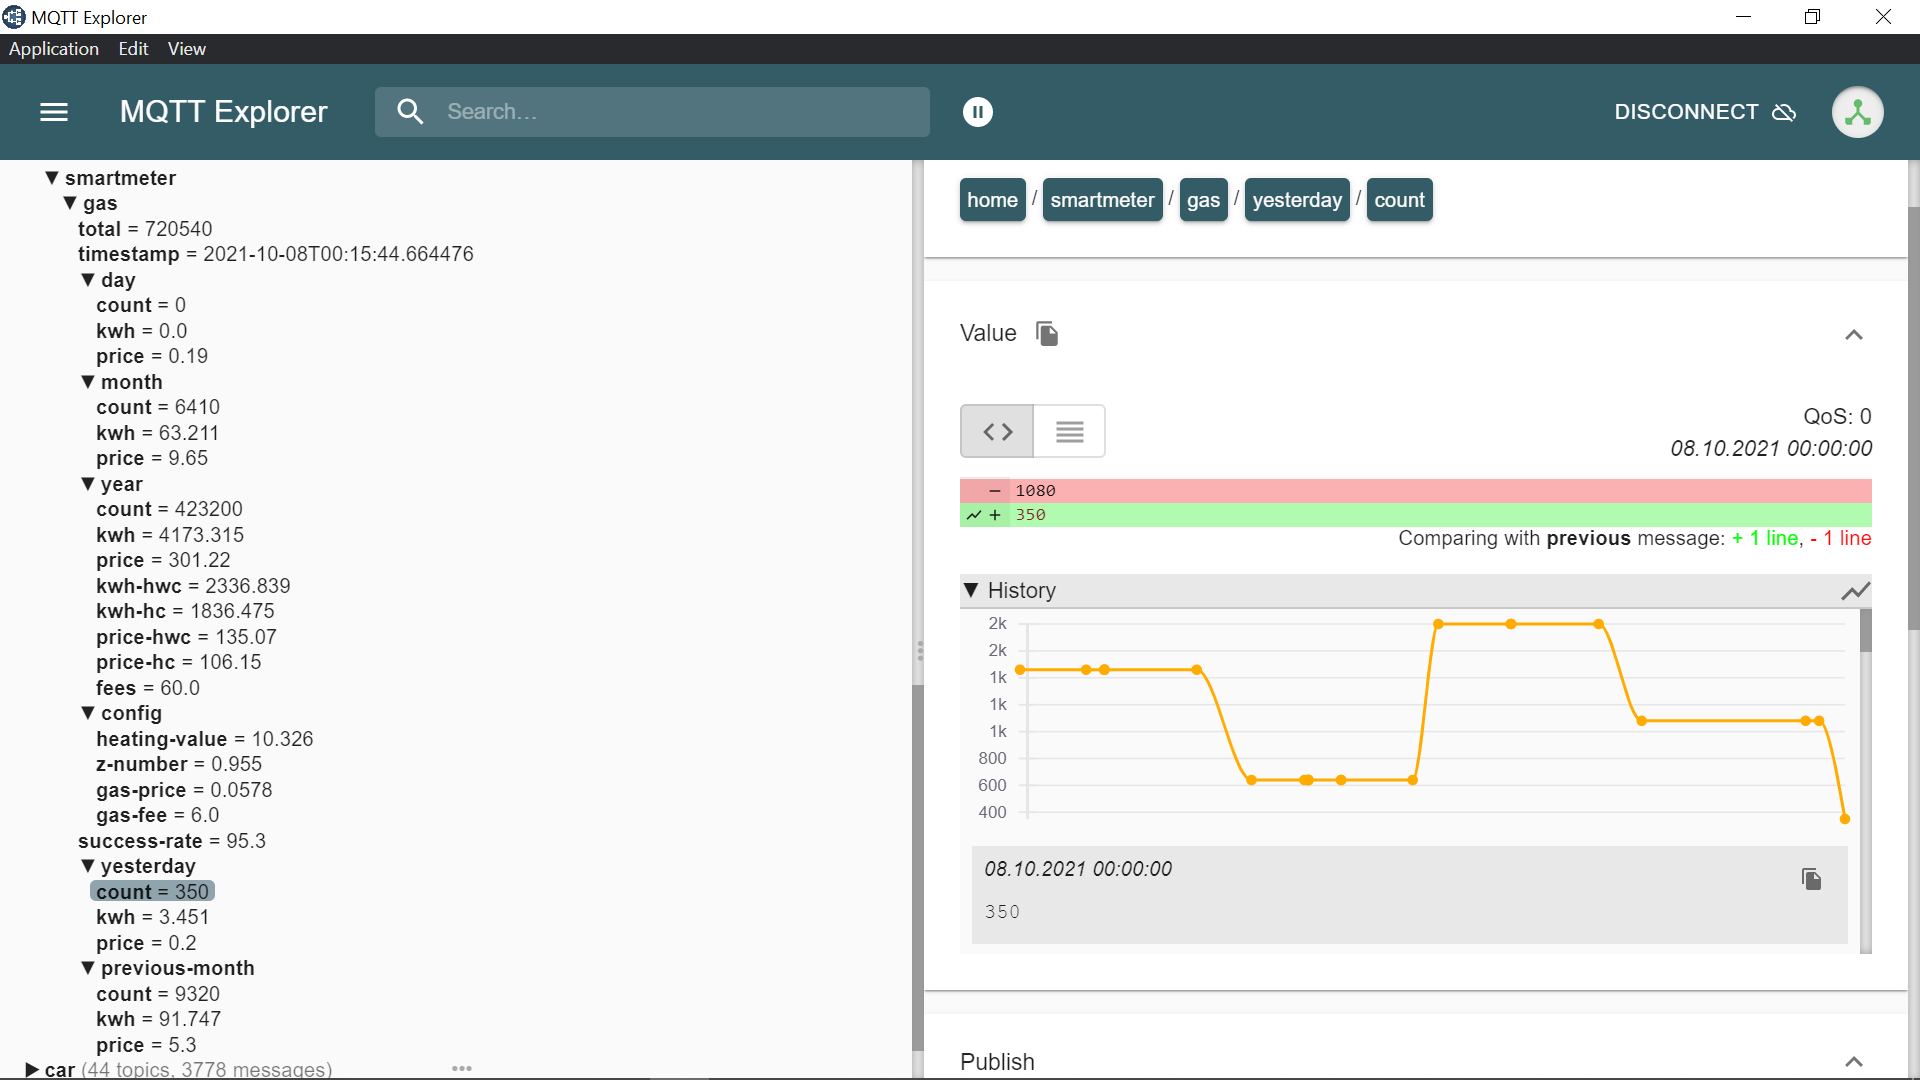 MQTT Explorer
Application Edit View
MQTT Explorer
Search...
DISCONNECT
smartmeter
gas
total = 720540
timestamp = 2021-10-08T00:15:44.664476
day
count = 0
kwh = 0.0
price = 0.19
month
count = 6410
kwh = 63.211
price = 9.65
year
count = 423200
kwh = 4173.315
price = 301.22
kwh-hwc = 2336.839
kwh-hc = 1836.475
price-hwc = 135.07
price-hc = 106.15
fees = 60.0
config
heating-value = 10.326
z-number = 0.955
gas-price = 0.0578
gas-fee = 6.0
success-rate = 95.3
yesterday
count = 350
kwh = 3.451
price = 0.2
previous-month
count = 9320
kwh = 91.747
price = 5.3
car (44 topics, 3778 messages)
home / smartmeter / gas / yesterday / count
Value
QoS: 0
08.10.2021 00:00:00
- 1080
+ 350
Comparing with previous message: + 1 line, - 1 line
History
2k
2k
1k
1k
1k
800
600
400
08.10.2021 00:00:00
350
Publish